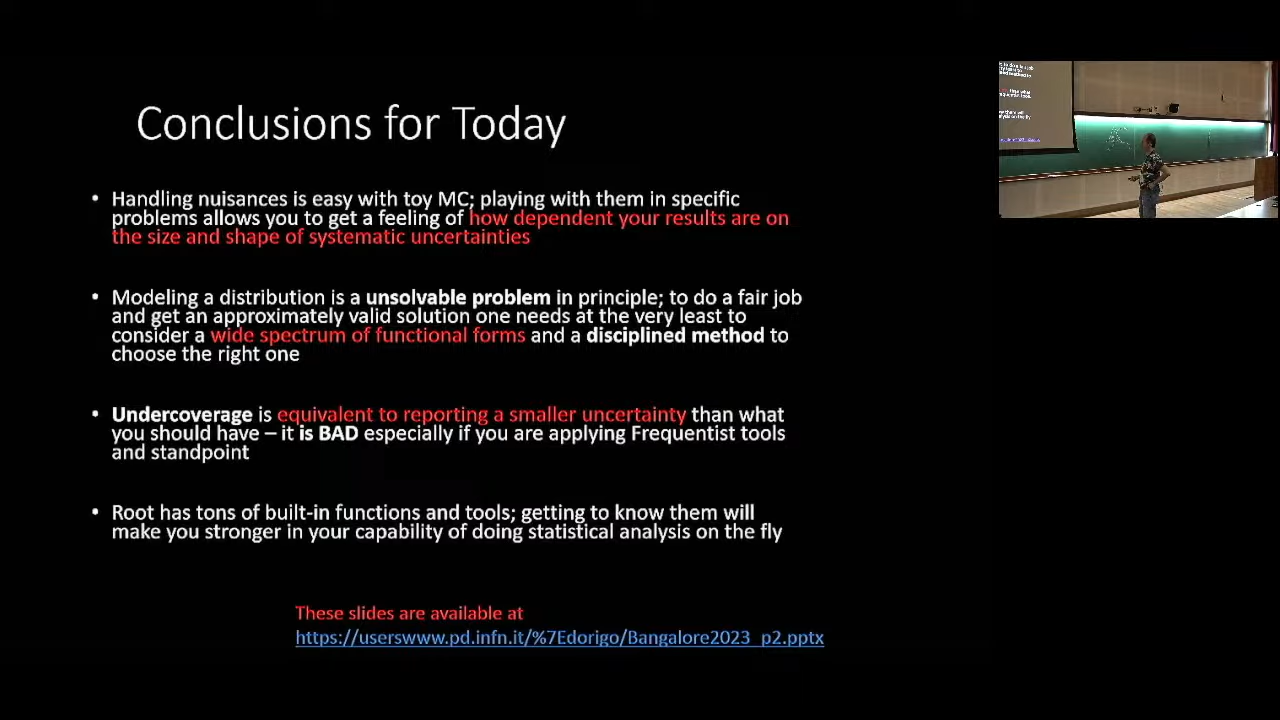 Conclusions for Today
• Handling nuisances is easy with toy MC; playing with them in specific
problems allows you to get a feeling of how dependent your results are on
the size and shape of systematic uncertainties
• Modeling a distribution is a unsolvable problem in principle; to do a fair job
and get an approximately valid solution one needs at the very least to
consider a wide spectrum of functional forms and a disciplined method to
choose the right one
• Undercoverage is equivalent to reporting a smaller uncertainty than what
you should have – it is BAD especially if you are applying Frequentist tools
and standpoint
• Root has tons of built-in functions and tools; getting to know them will
make you stronger in your capability of doing statistical analysis on the fly
These slides are available at
https://userswww.pd.infn.it/%7Edorigo/Bangalore2023_p2.pptx